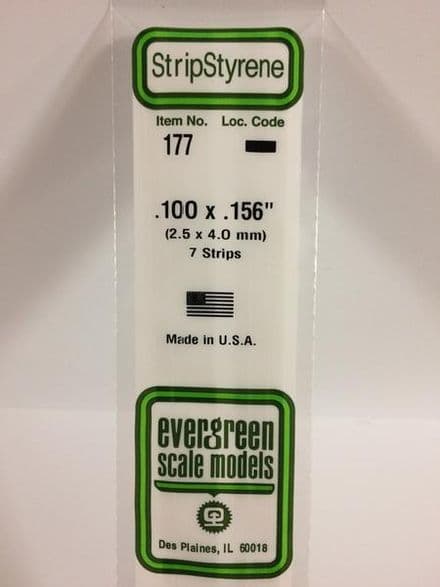 StripStyrene
Item No. Loc. Code
177
.100 x .156"
(2.5 x 4.0 mm)
7 Strips
Made in U.S.A.
evergreen
scale models
Des Plaines, IL 60018